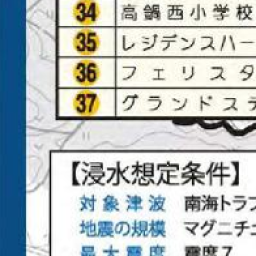 34 高鍋西小学校
35 レジデンスハー
36 フェリスタ
37 グランドステ
【浸水想定条件】
対象津波 南海トラフ
地震の規模 マグニチュ
最大震度 震度7